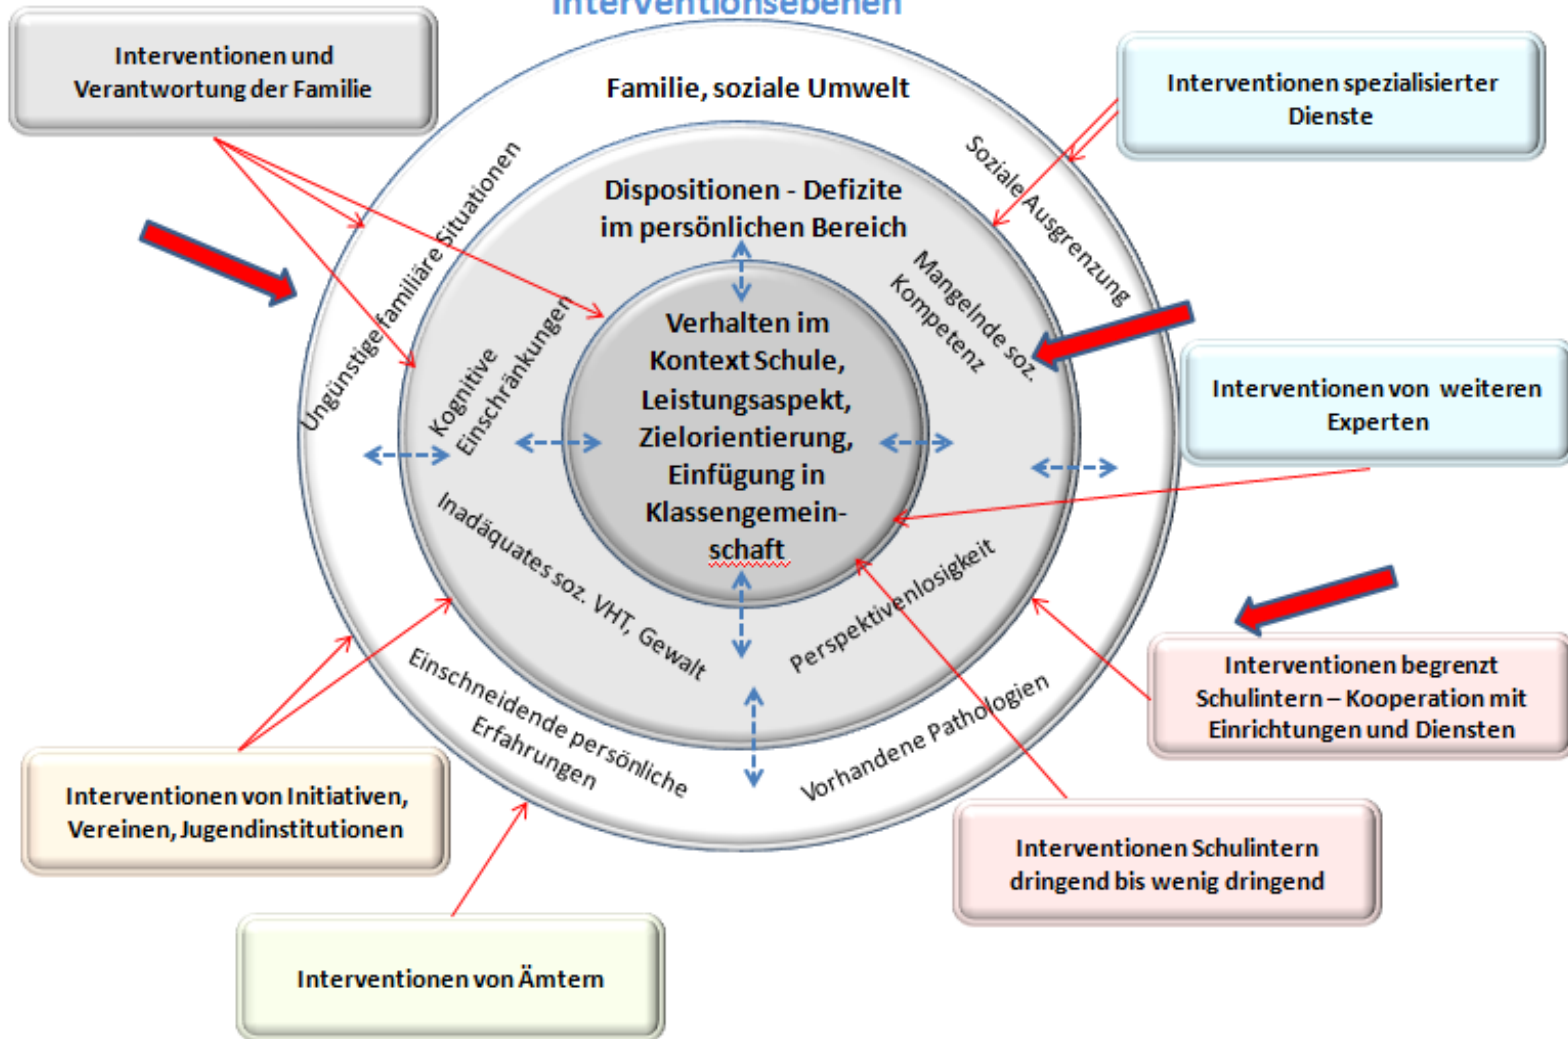 Interventionsebenen
Interventionen und
Verantwortung der Familie
Familie, soziale Umwelt
Interventionen spezialisierter
Dienste
Ungünstige familiäre Situationen
Soziale Ausgrenzung
Dispositionen - Defizite
im persönlichen Bereich
Kognitive
Einschränkungen
Mangelnde soz.
Kompetenz
Verhalten im
Kontext Schule,
Leistungsaspekt,
Zielorientierung,
Einfügung in
Klassengemein-
schaft
Interventionen von weiteren
Experten
Inadäquates soz. VHT, Gewalt
Perspektivenlosigkeit
Einschneidende persönliche
Erfahrungen
Vorhandene Pathologien
Interventionen begrenzt
Schulintern – Kooperation mit
Einrichtungen und Diensten
Interventionen von Initiativen,
Vereinen, Jugendinstitutionen
Interventionen Schulintern
dringend bis wenig dringend
Interventionen von Ämtern